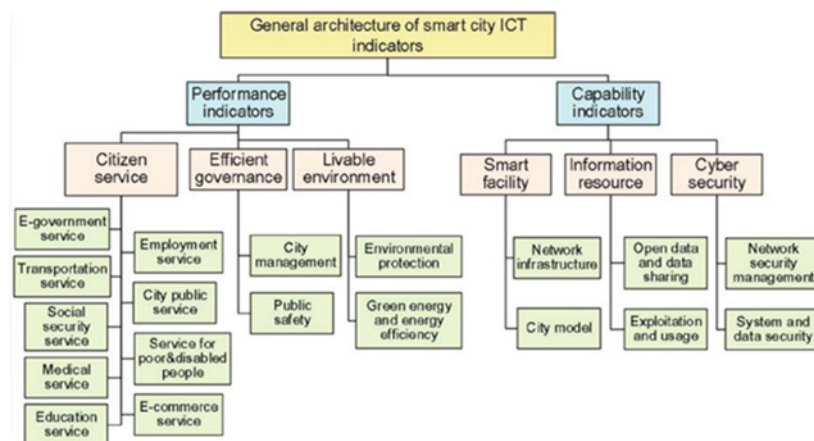 General architecture of smart city ICT
indicators
Performance
indicators
Capability
indicators
Citizen
service
Efficient
governance
Livable
environment
Smart
facility
Information
resource
Cyber
security
E-government
service
Transportation
service
Social
security
service
Medical
service
Education
service
Employment
service
City public
service
Service for
poor&disabled
people
E-commerce
service
City
management
Public
safety
Environmental
protection
Green energy
and energy
efficiency
Network
infrastructure
City model
Open data
and data
sharing
Exploitation
and usage
Network
security
management
System and
data security